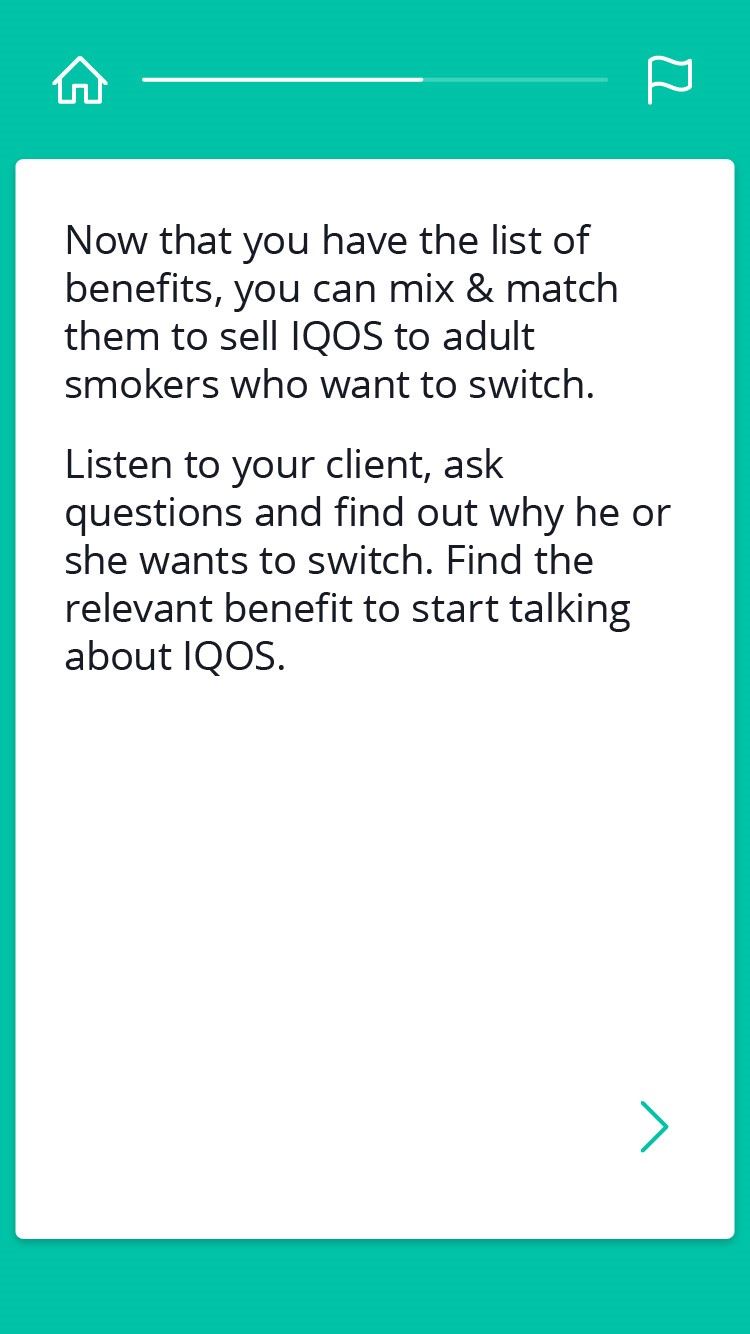 Now that you have the list of
benefits, you can mix & match
them to sell IQOS to adult
smokers who want to switch.
Listen to your client, ask
questions and find out why he or
she wants to switch. Find the
relevant benefit to start talking
about IQOS.